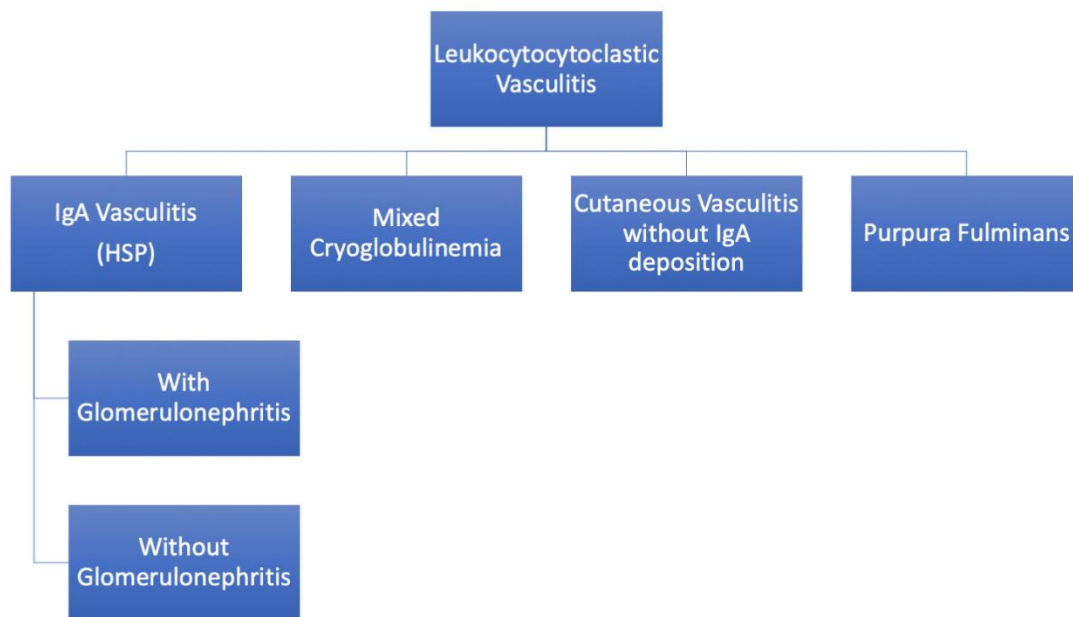 Leukocytocytoclastic
Vasculitis
IgA Vasculitis
(HSP)
Mixed
Cryoglobulinemia
Cutaneous Vasculitis
without IgA
deposition
Purpura Fulminans
With
Glomerulonephritis
Without
Glomerulonephritis